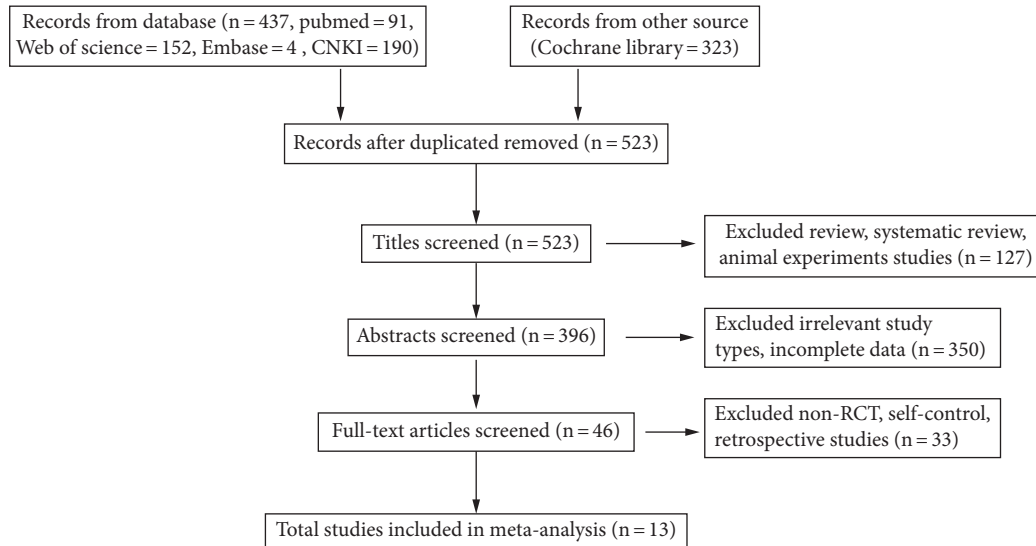 Records from database (n = 437, pubmed = 91,
Web of science = 152, Embase = 4 , CNKI = 190)
Records from other source
(Cochrane library = 323)
Records after duplicated removed (n = 523)
Titles screened (n = 523)
Excluded review, systematic review,
animal experiments studies (n = 127)
Abstracts screened (n = 396)
Excluded irrelevant study
types, incomplete data (n = 350)
Full-text articles screened (n = 46)
Excluded non-RCT, self-control,
retrospective studies (n = 33)
Total studies included in meta-analysis (n = 13)